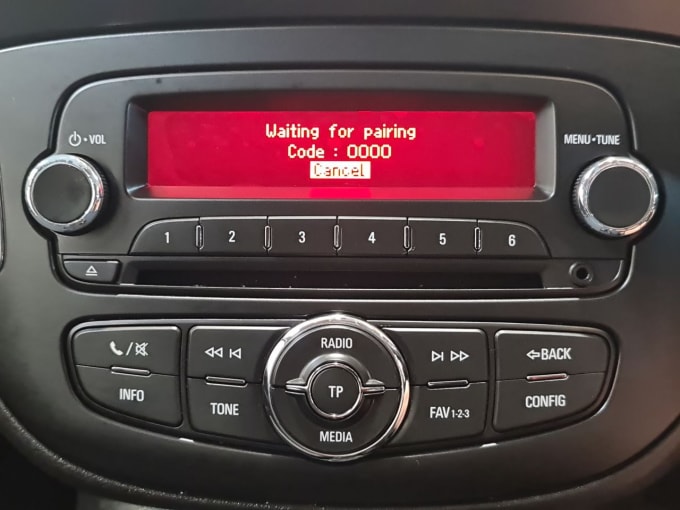 Waiting for pairing
Code : 0000
Cancel
VOL
MENU•TUNE
1 2 3 4 5 6
RADIO
BACK
INFO
TONE
TP
FAV 1-2-3
CONFIG
MEDIA